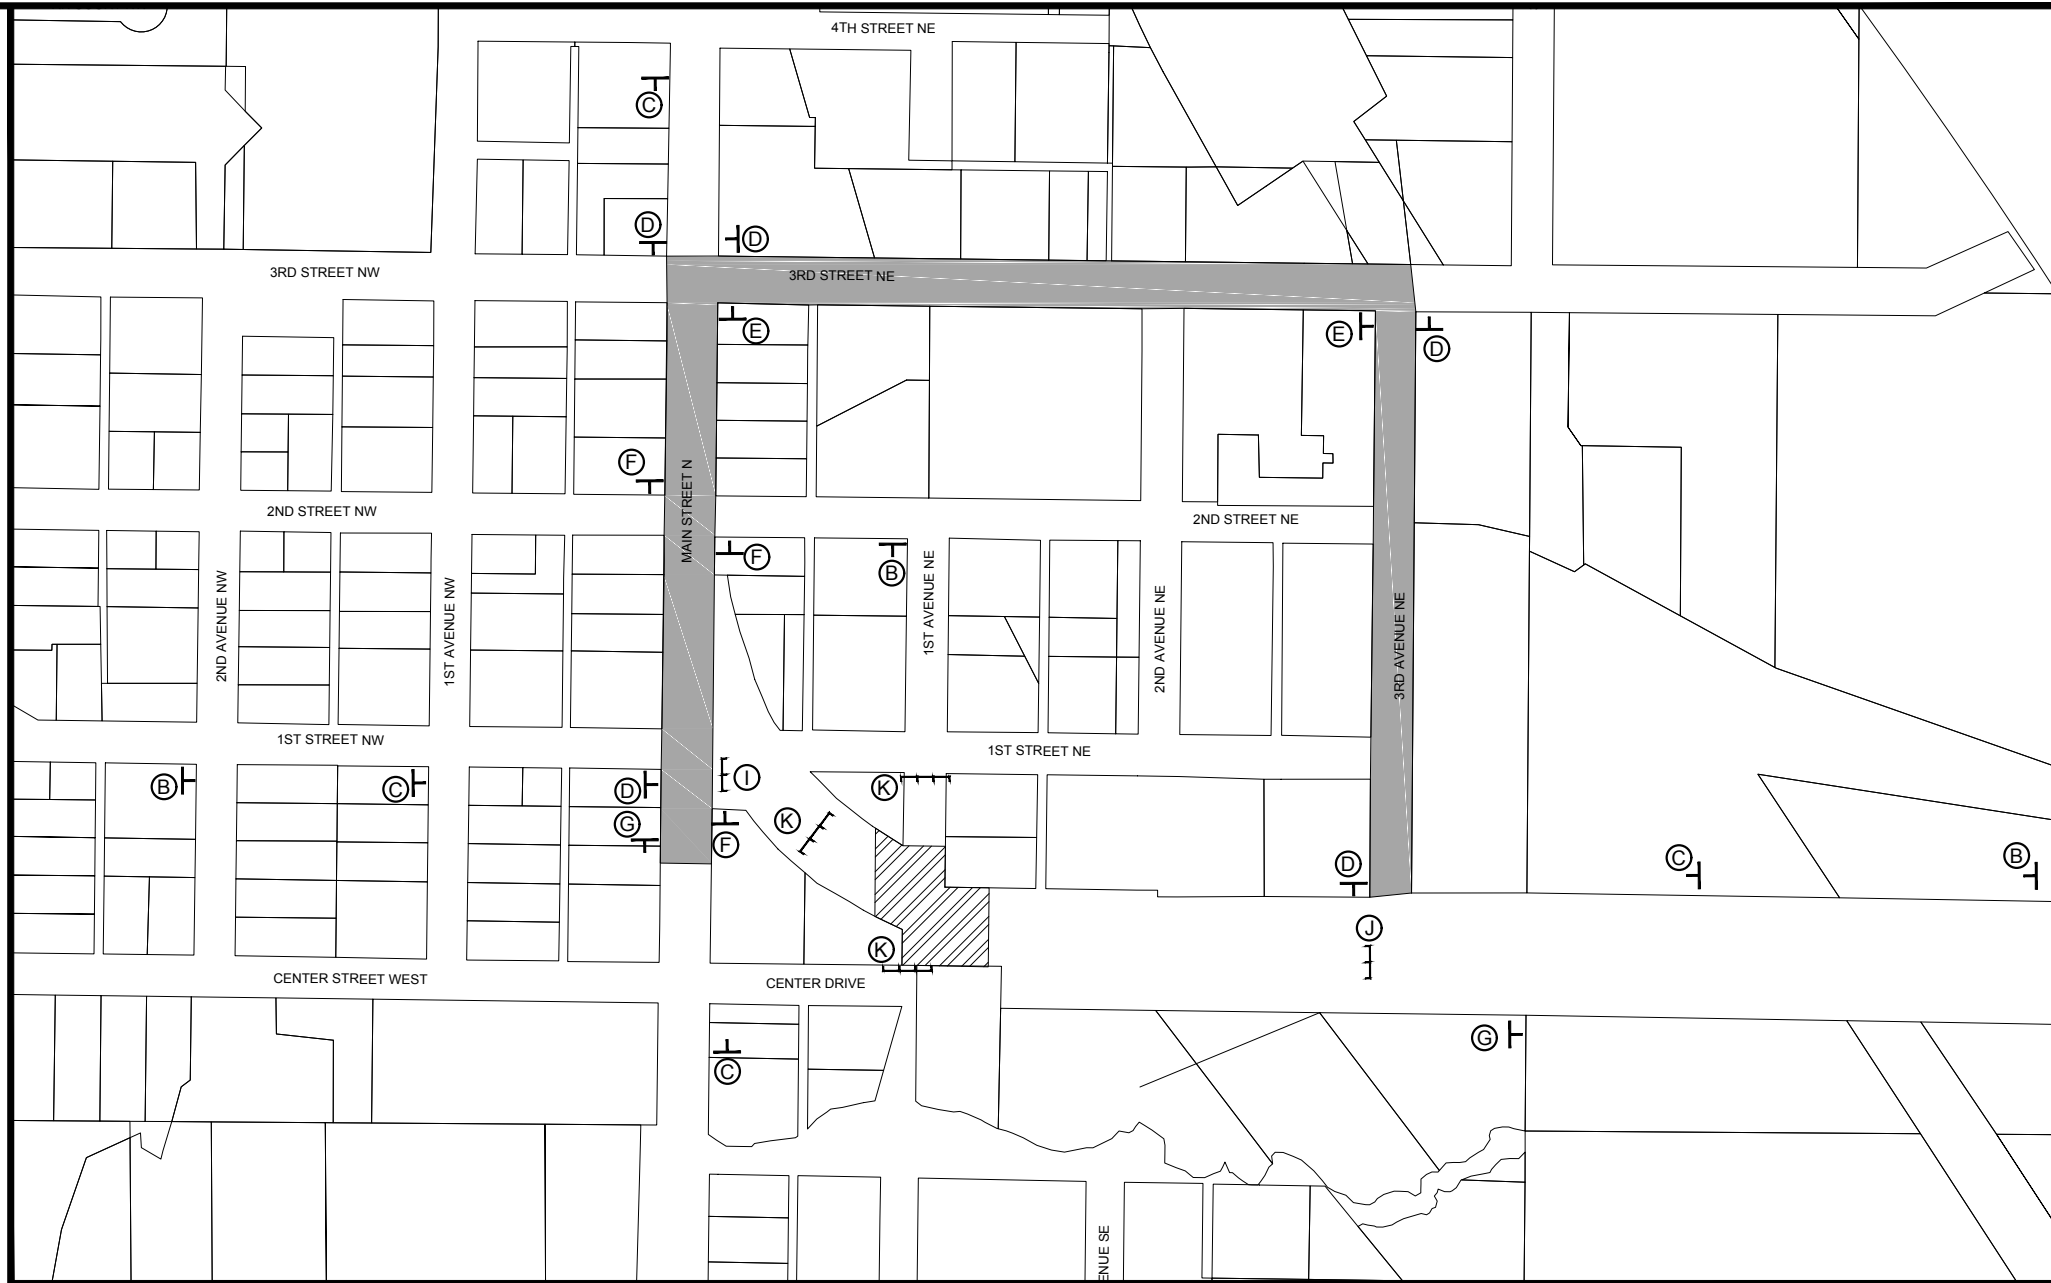 4TH STREET NE
C
D
D
3RD STREET NW
3RD STREET NE
E
E
D
F
MAIN STREET N
2ND STREET NW
2ND STREET NE
F
B
1ST AVENUE NE
2ND AVENUE NW
1ST AVENUE NW
2ND AVENUE NE
3RD AVENUE NE
1ST STREET NW
1ST STREET NE
B
C
D
I
K
G
K
F
D
C
B
J
K
CENTER STREET WEST
CENTER DRIVE
G
C
ENUE SE